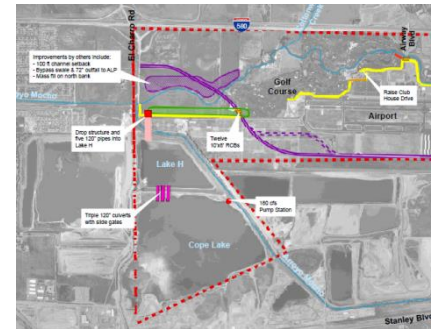 El Charro Rd
580
Improvements by others include:
- 100 ft channel setback
- Bypass swale & 72" outfall to ALP
- Mass fill on north bank
Airway
Blvd
Golf
Course
Raise Club
House Drive
Airport
Drop structure and
five 120" pipes into
Lake H
Twelve
10'x8' RCBs
Lake H
Triple 120" culverts
with slide gates
180 cfs
Pump Station
Cope Lake
Stanley Blvd